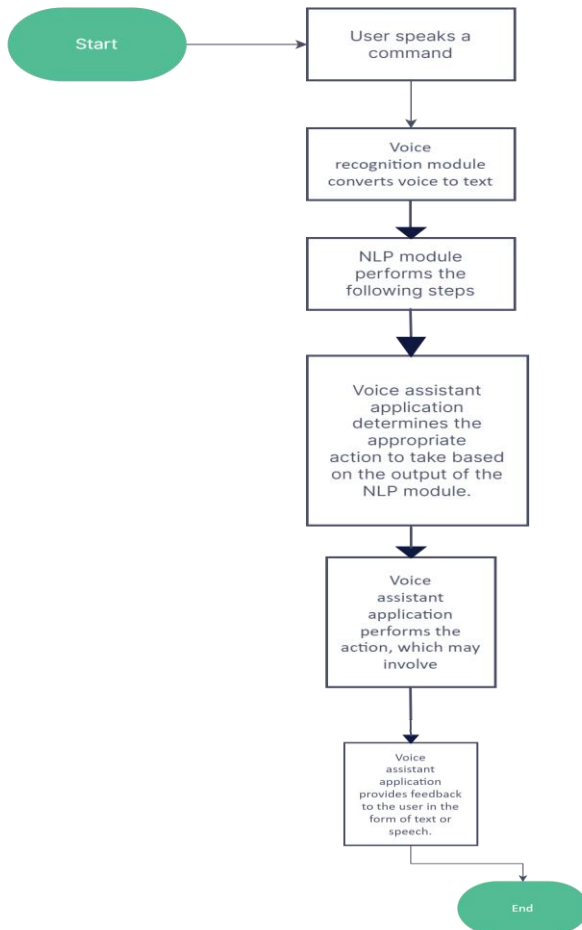 Start
User speaks a
command
Voice
recognition module
converts voice to text
NLP module
performs the
following steps
Voice assistant
application
determines the
appropriate
action to take based
on the output of the
NLP module.
Voice
assistant
application
performs the
action, which may
involve
Voice
assistant
application
provides feedback
to the user in the
form of text or
speech.
End